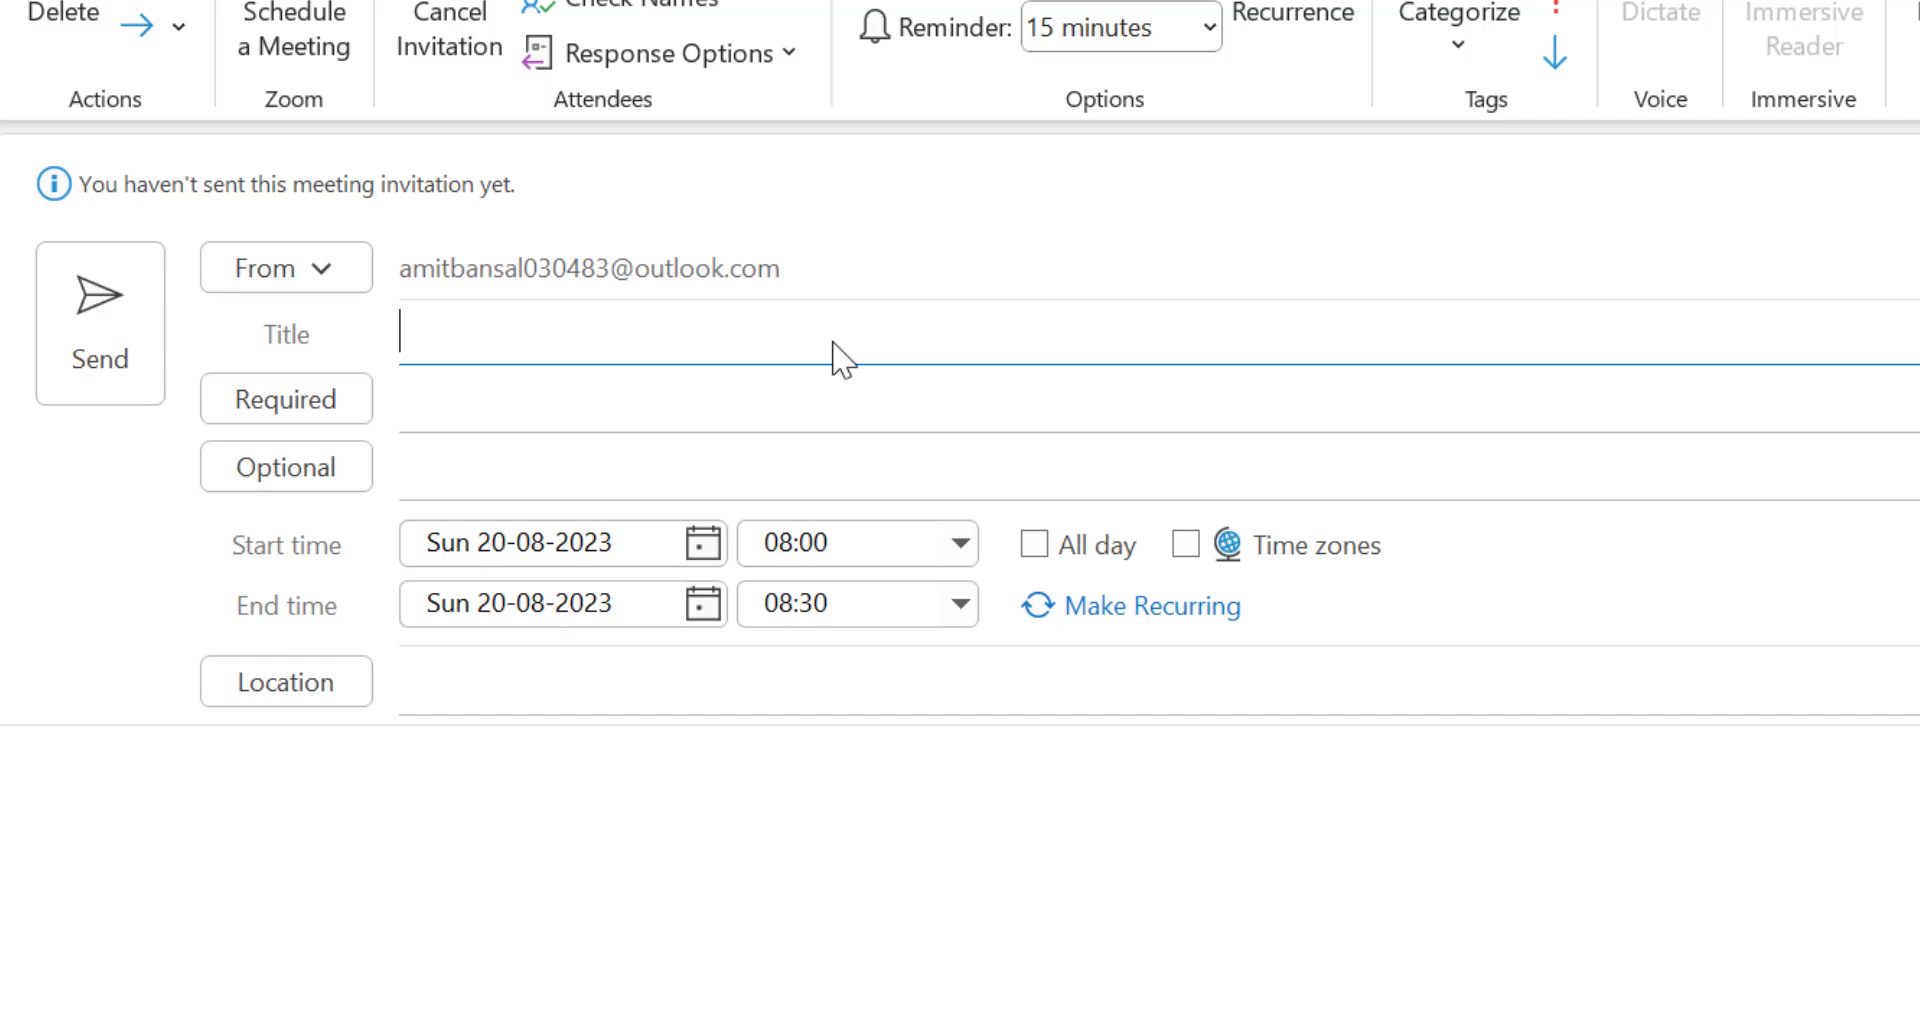 Delete
Schedule
a Meeting
Cancel
Invitation
Check Names
Response Options
Reminder: 15 minutes
Recurrence
Categorize
Dictate
Immersive
Reader
Actions
Zoom
Attendees
Options
Tags
Voice
Immersive
You haven't sent this meeting invitation yet.
Send
From amitbansal030483@outlook.com
Title
Required
Optional
Start time Sun 20-08-2023 08:00 All day Time zones
End time Sun 20-08-2023 08:30 Make Recurring
Location